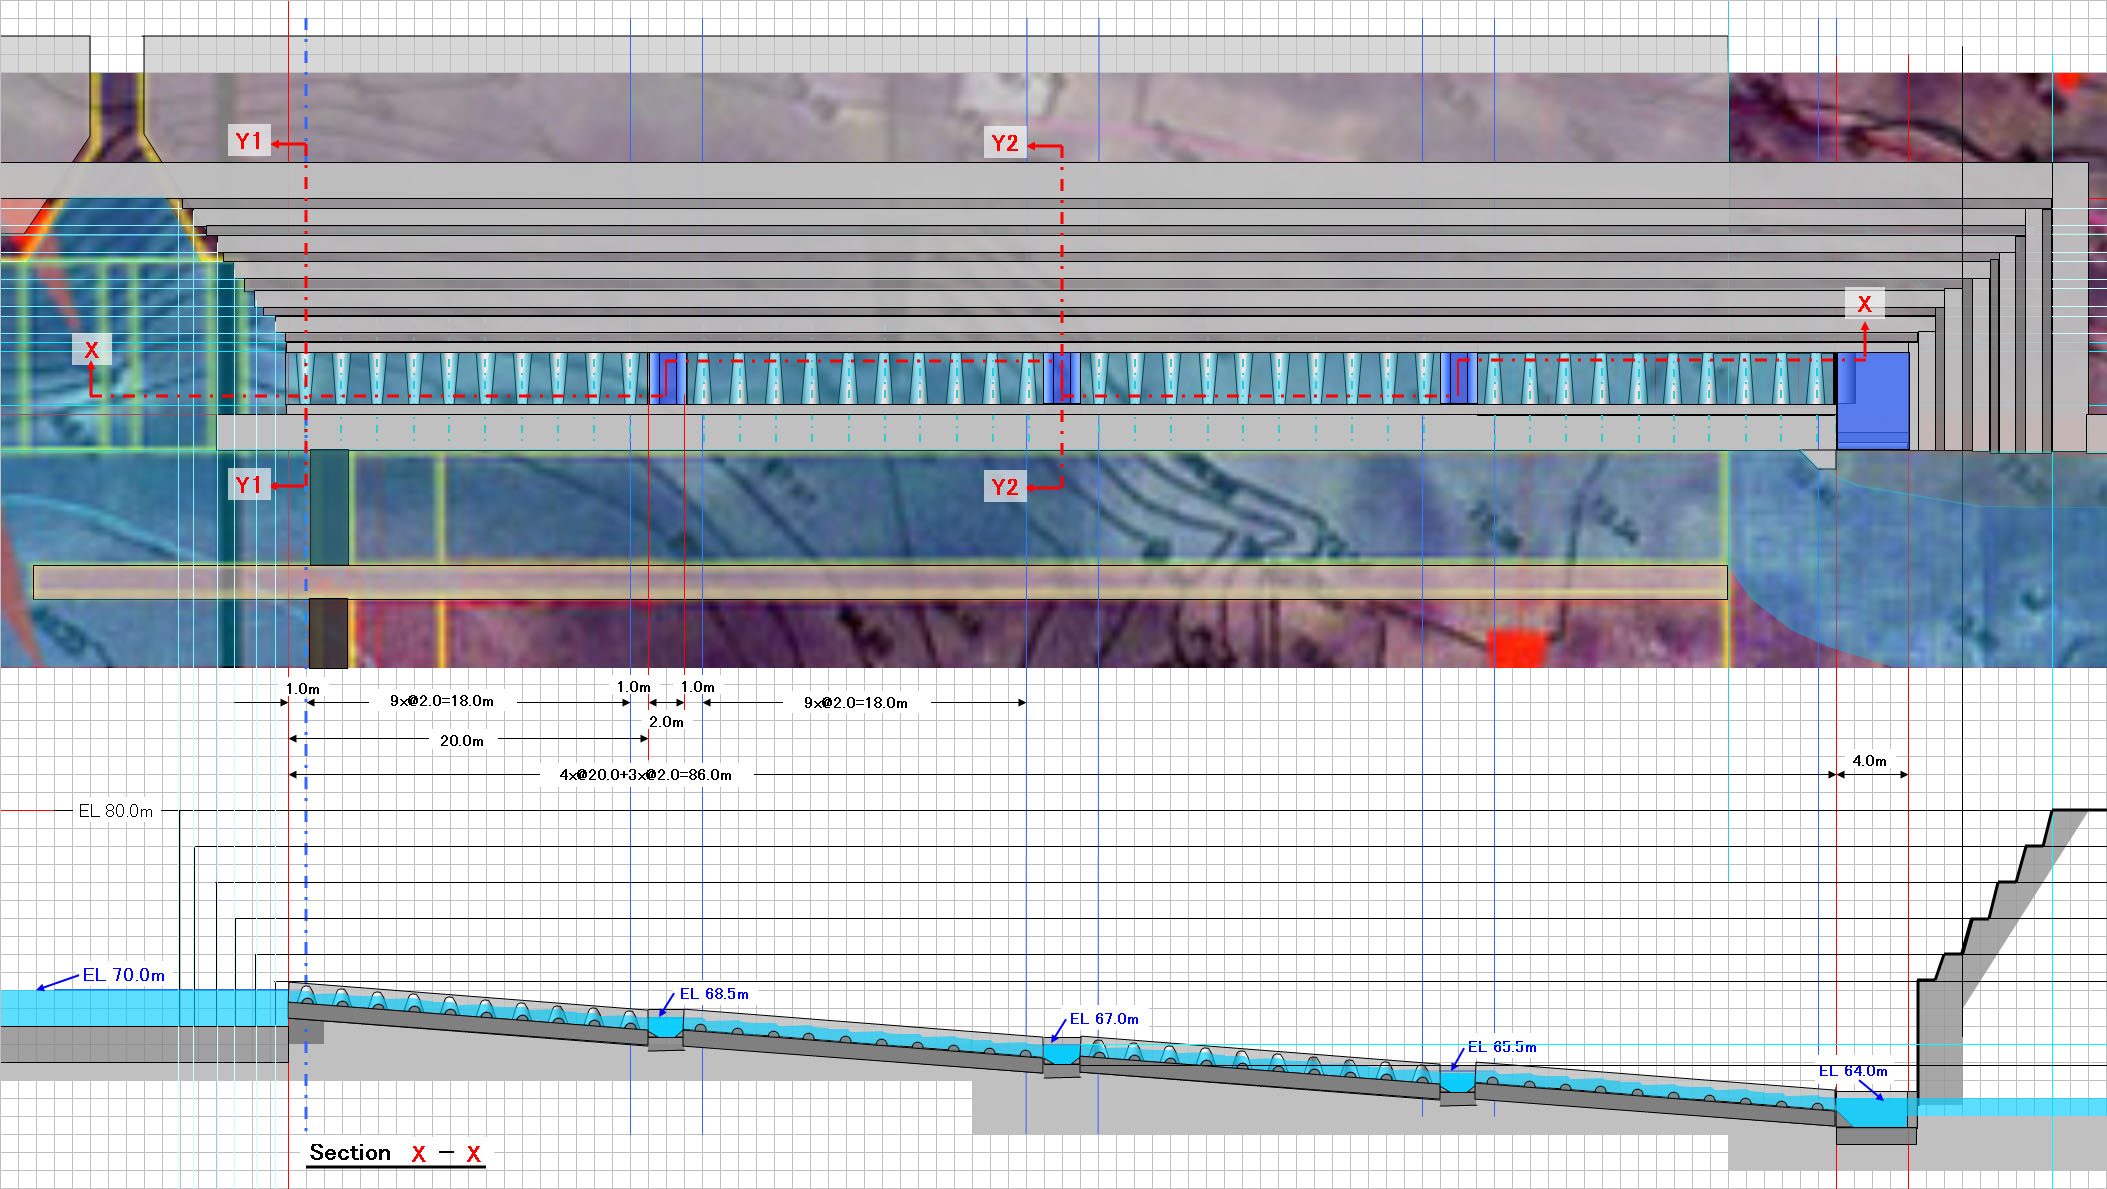 Y1
Y2
X
X
Y1
Y2
1.0m
9x@2.0=18.0m
1.0m
1.0m
9x@2.0=18.0m
2.0m
20.0m
4x@20.0+3x@2.0=86.0m
4.0m
EL 80.0m
EL 70.0m
EL 68.5m
EL 67.0m
EL 65.5m
EL 64.0m
Section X - X